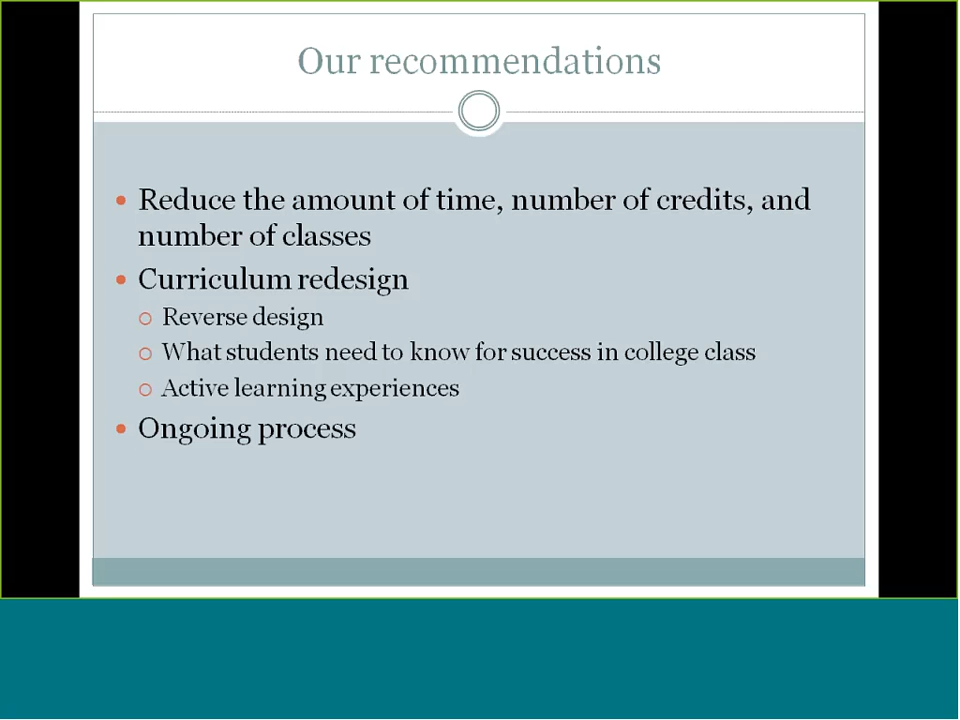 Our recommendations
Reduce the amount of time, number of credits, and
number of classes
Curriculum redesign
Reverse design
What students need to know for success in college class
Active learning experiences
Ongoing process